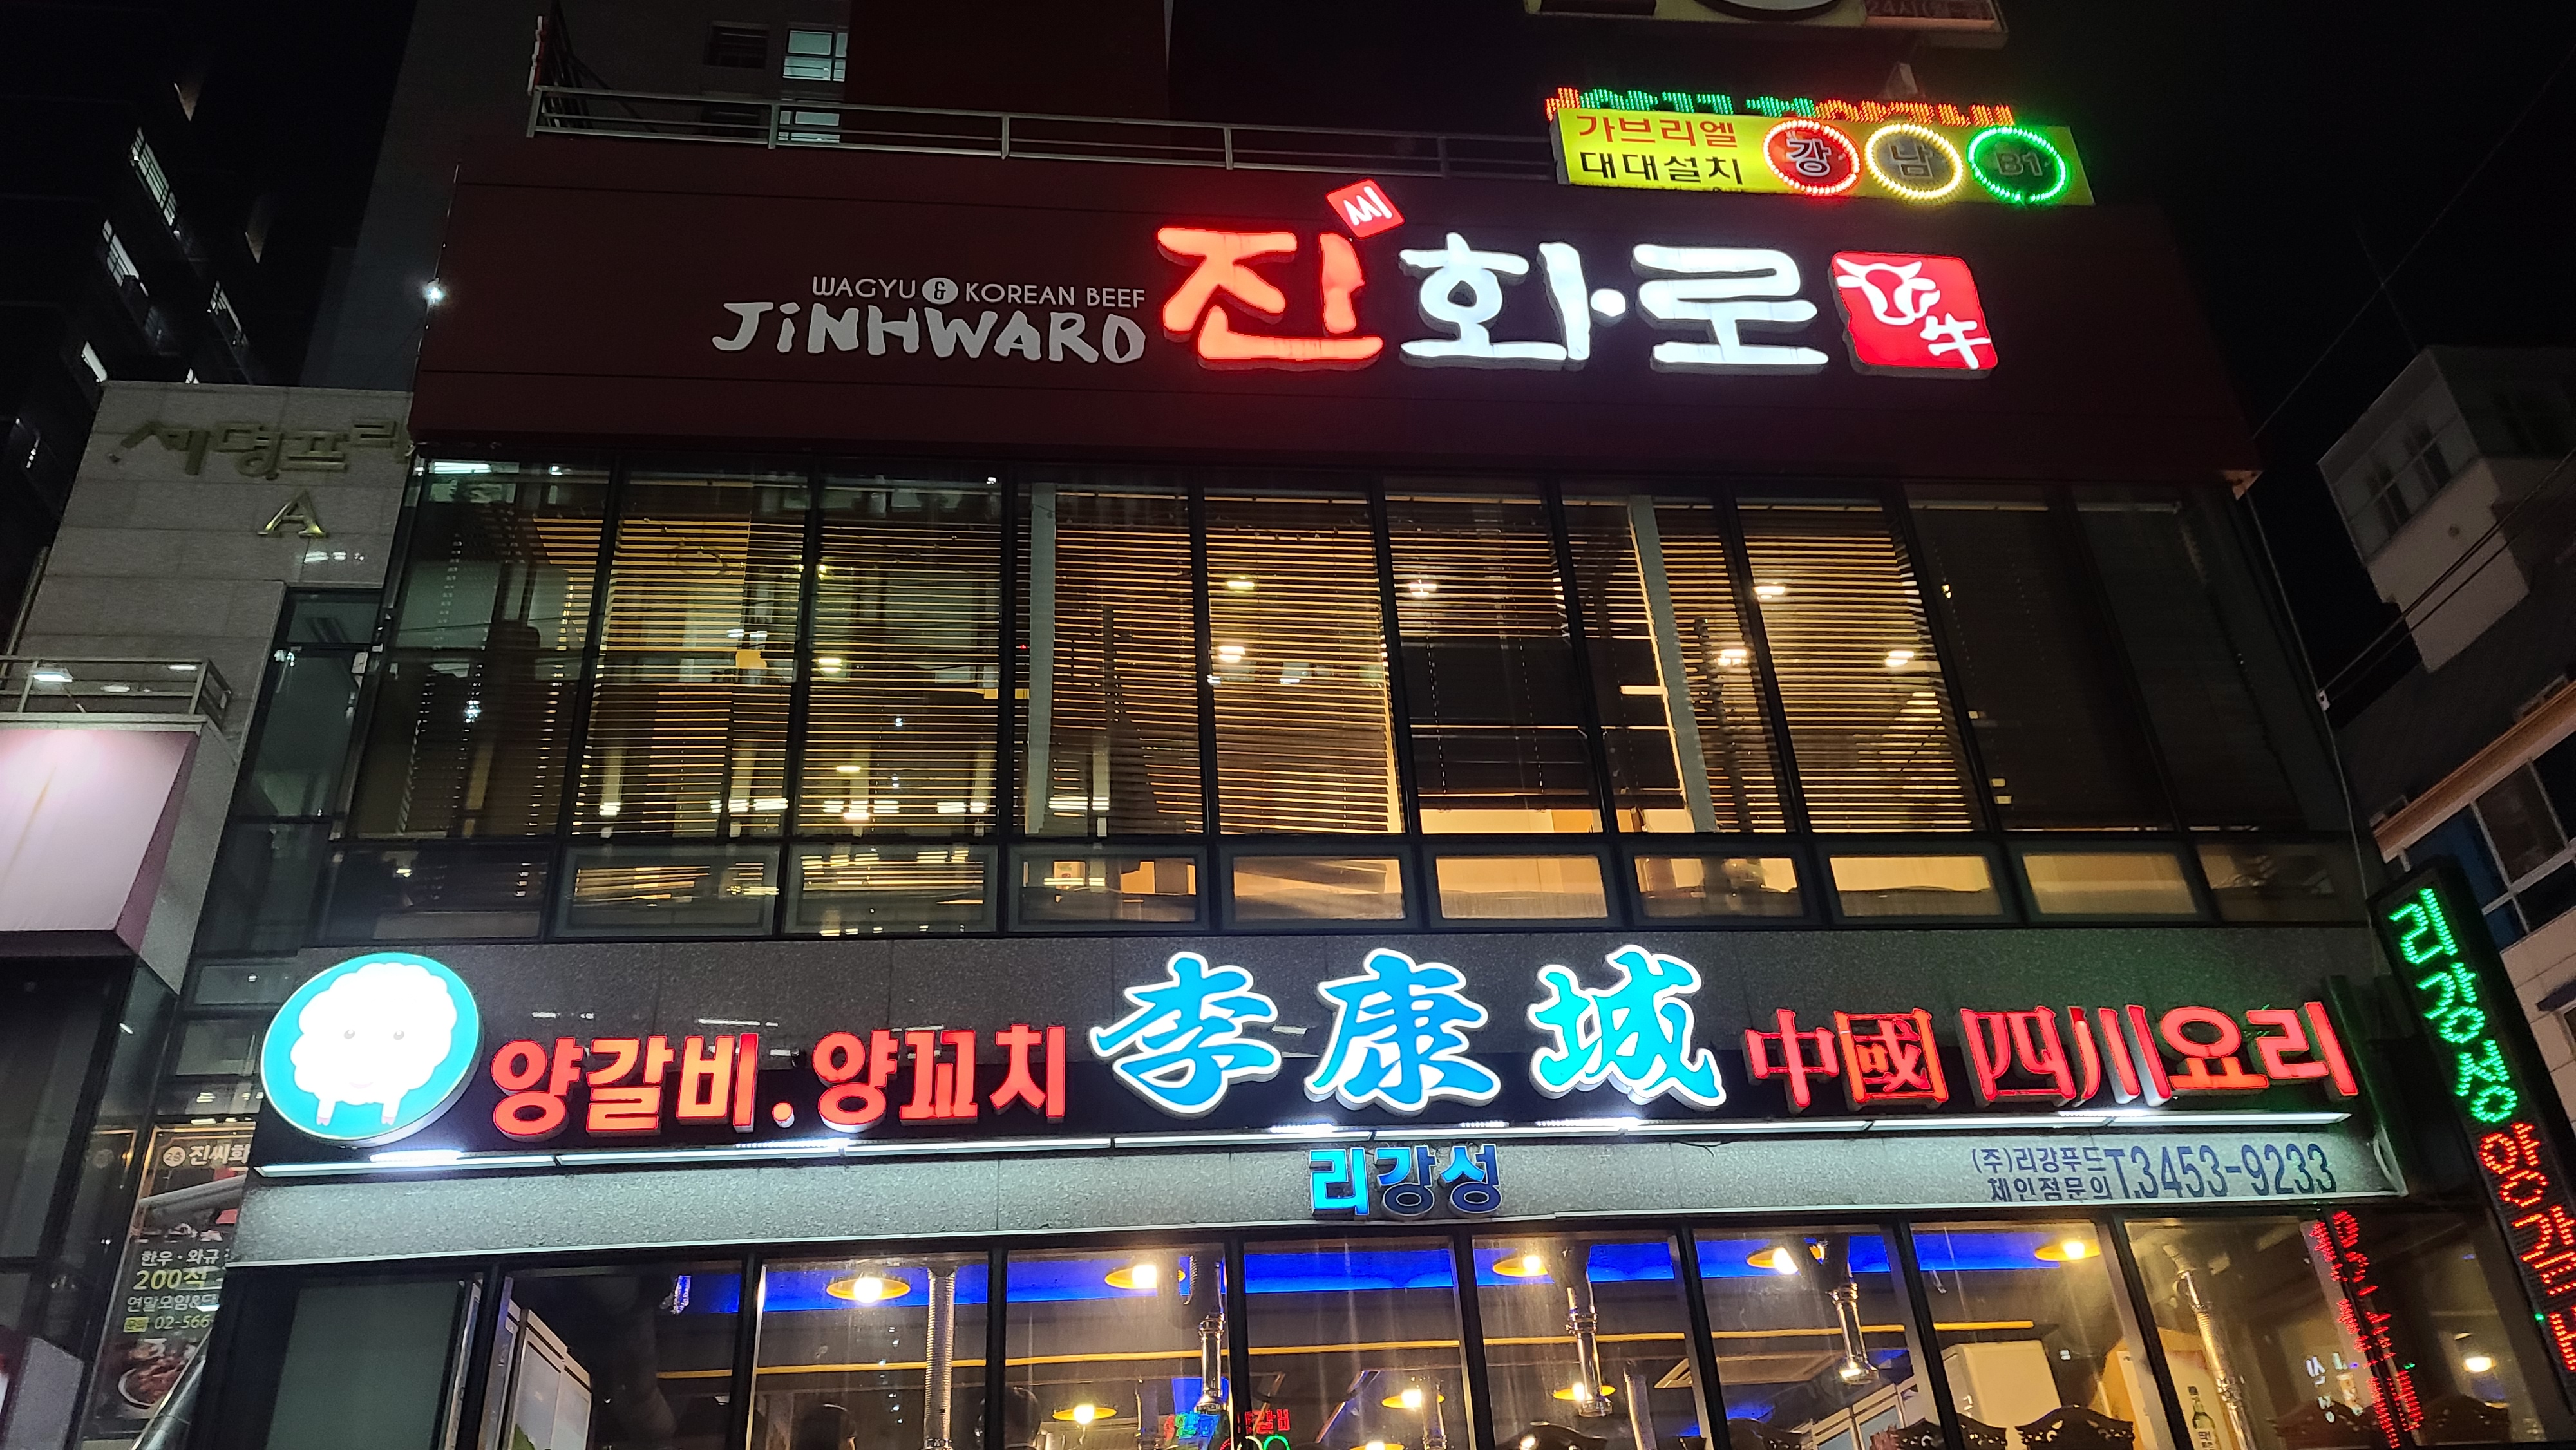 가브리엘
대대설치
강 남 B1
WAGYU & KOREAN BEEF
JiNHWARO
진씨화·로
牛
세명프라
A
양갈비.양꼬치
李康城
中國 四川요리
리강성
(주)리강푸드
체인점문의
T.3453-9233
리강성 양갈비
진씨화
한우·와규
200석
연말모임&단
02-566